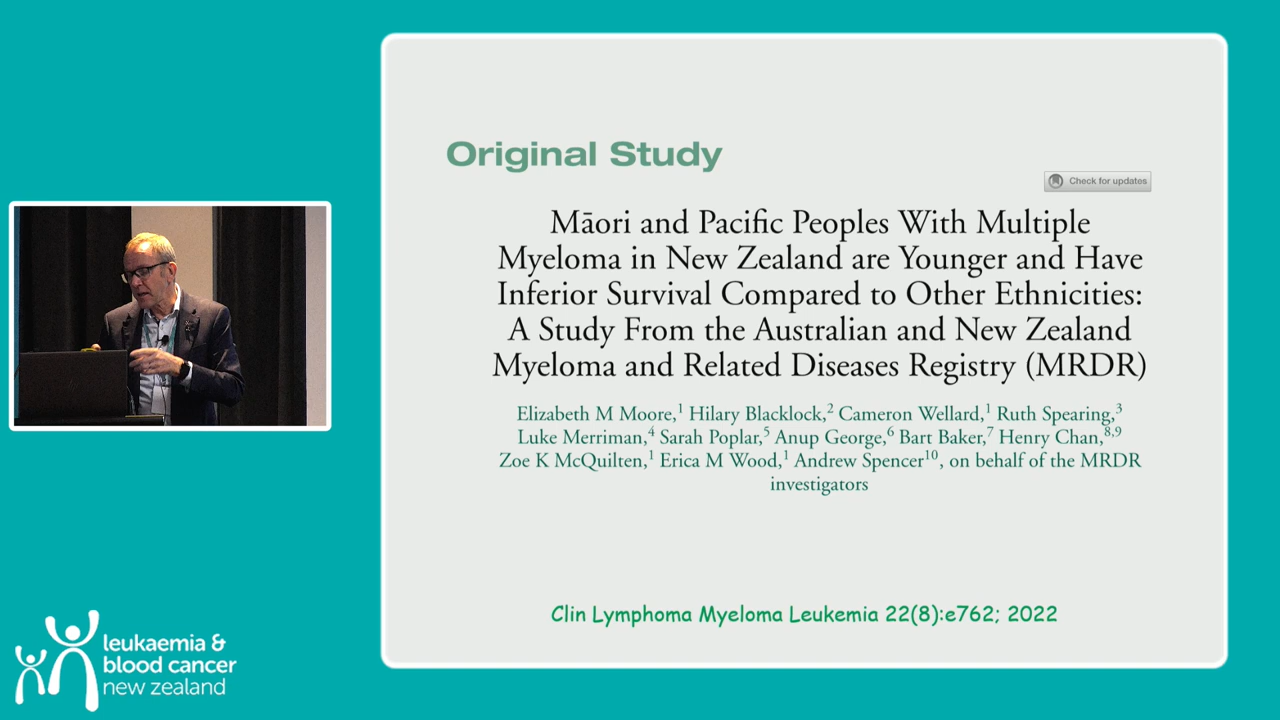 Original Study
Check for updates
Māori and Pacific Peoples With Multiple
Myeloma in New Zealand are Younger and Have
Inferior Survival Compared to Other Ethnicities:
A Study From the Australian and New Zealand
Myeloma and Related Diseases Registry (MRDR)
Elizabeth M Moore,¹ Hilary Blacklock,² Cameron Wellard,¹ Ruth Spearing,³
Luke Merriman,⁴ Sarah Poplar,⁵ Anup George,⁶ Bart Baker,⁷ Henry Chan,⁸,⁹
Zoe K McQuilten,¹ Erica M Wood,¹ Andrew Spencer¹⁰, on behalf of the MRDR
investigators
Clin Lymphoma Myeloma Leukemia 22(8):e762; 2022
leukaemia &
blood cancer
new zealand